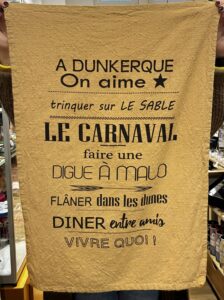 A DUNKERQUE
On aime ★
trinquer sur LE SABLE
LE CARNAVAL
faire une
DIGUE À MALO
FLÂNER dans les dunes
DINER entre amis
VIVRE QUOI !